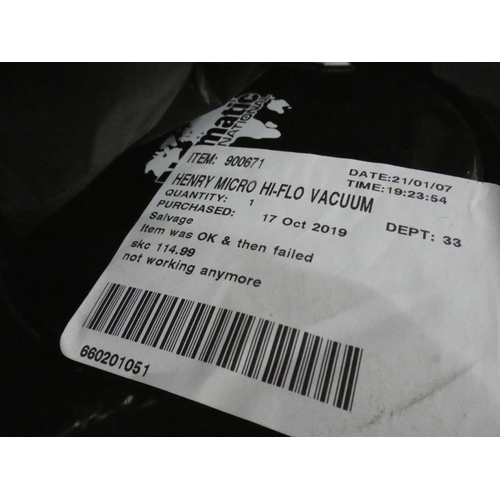 matic
NATIONAL
ITEM: 900671
DATE:21/01/07
TIME:19:23:54
HENRY MICRO HI-FLO VACUUM
QUANTITY: 1
PURCHASED: 17 Oct 2019 DEPT: 33
Salvage
Item was OK & then failed
skc 114.99
not working anymore
660201051